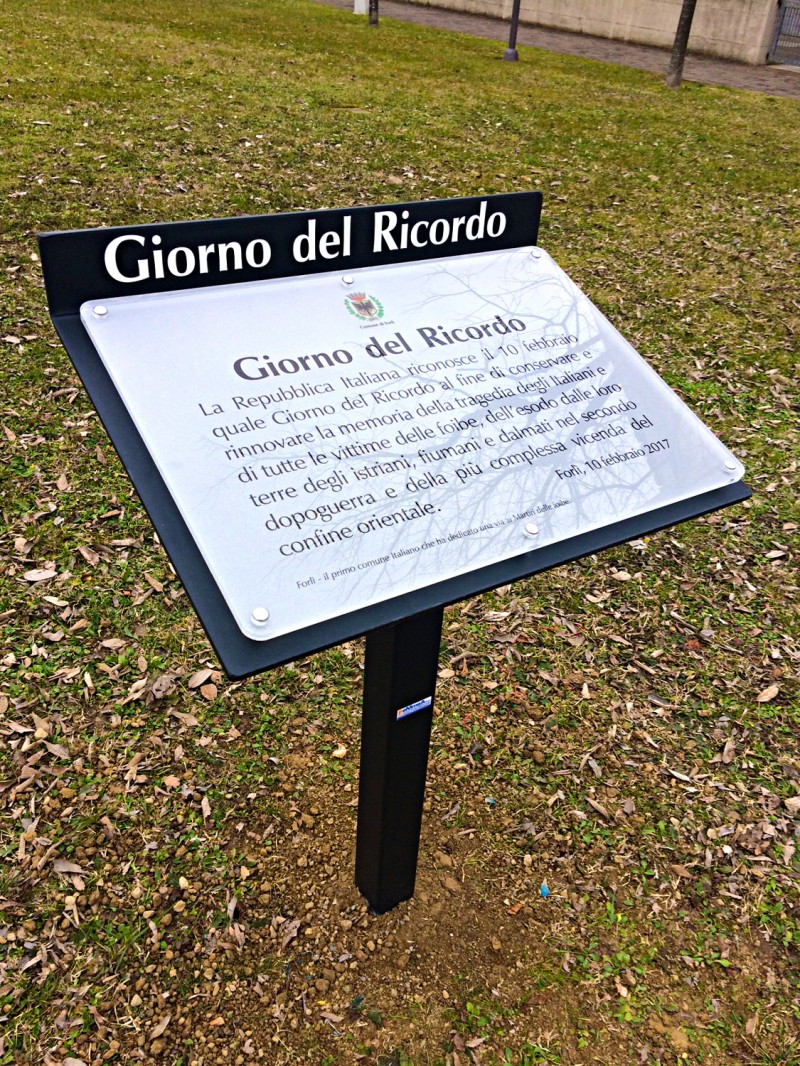 Giorno del Ricordo
Comune di Forlì
Giorno del Ricordo
La Repubblica Italiana riconosce il 10 febbraio
quale Giorno del Ricordo al fine di conservare e
rinnovare la memoria della tragedia degli Italiani e
di tutte le vittime delle foibe, dell'esodo dalle loro
terre degli istriani, fiumani e dalmati nel secondo
dopoguerra e della più complessa vicenda del
confine orientale.
Forlì, 10 febbraio 2017
Forlì - il primo comune italiano che ha dedicato una via ai Martiri delle foibe.